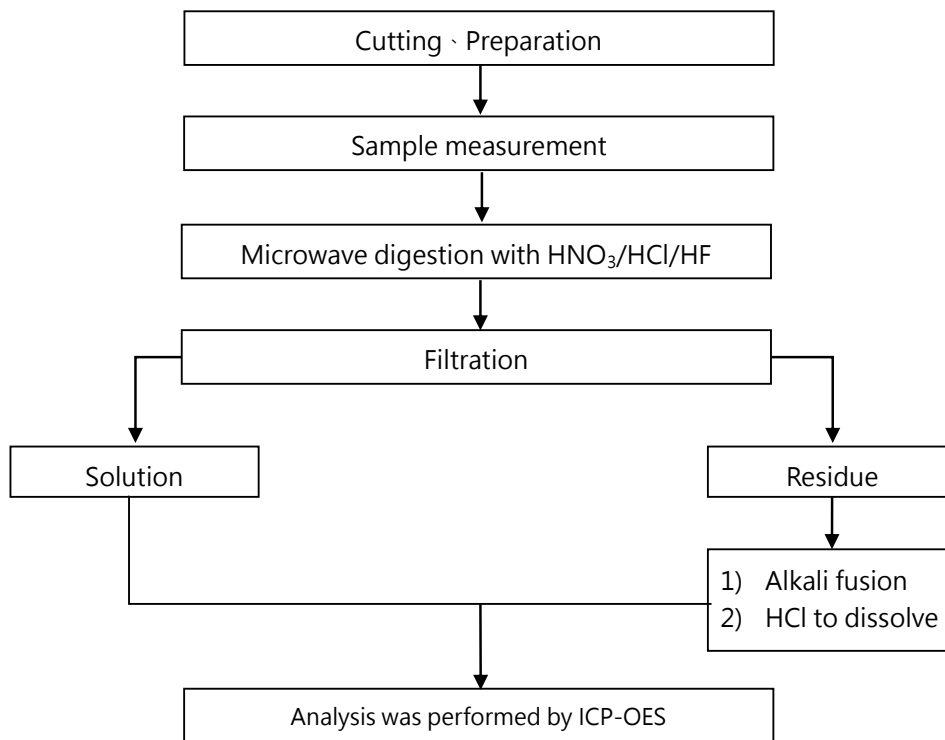 Cutting、Preparation
Sample measurement
Microwave digestion with HNO₃/HCl/HF
Filtration
Solution
Residue
1) Alkali fusion
2) HCl to dissolve
Analysis was performed by ICP-OES